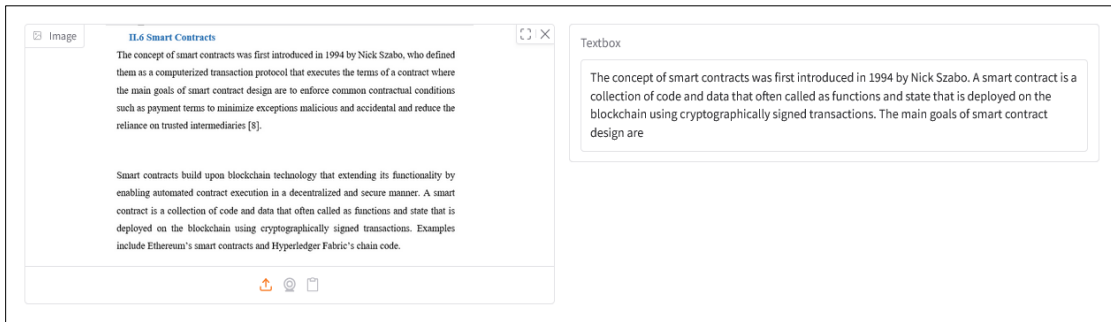 Image
II.6 Smart Contracts
The concept of smart contracts was first introduced in 1994 by Nick Szabo, who defined
them as a computerized transaction protocol that executes the terms of a contract where
the main goals of smart contract design are to enforce common contractual conditions
such as payment terms to minimize exceptions malicious and accidental and reduce the
reliance on trusted intermediaries [8].
Smart contracts build upon blockchain technology that extending its functionality by
enabling automated contract execution in a decentralized and secure manner. A smart
contract is a collection of code and data that often called as functions and state that is
deployed on the blockchain using cryptographically signed transactions. Examples
include Ethereum's smart contracts and Hyperledger Fabric's chain code.
Textbox
The concept of smart contracts was first introduced in 1994 by Nick Szabo. A smart contract is a
collection of code and data that often called as functions and state that is deployed on the
blockchain using cryptographically signed transactions. The main goals of smart contract
design are